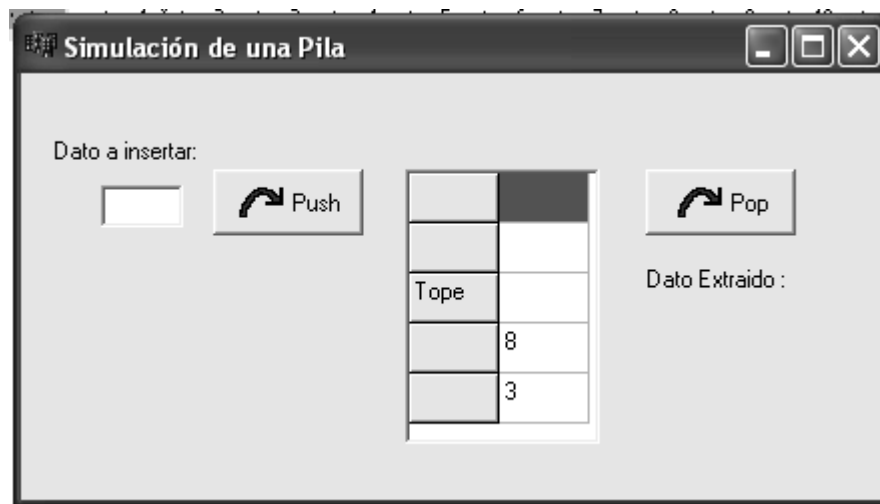 Simulación de una Pila
Dato a insertar:
Push
Pop
Tope
Dato Extraido :
8
3